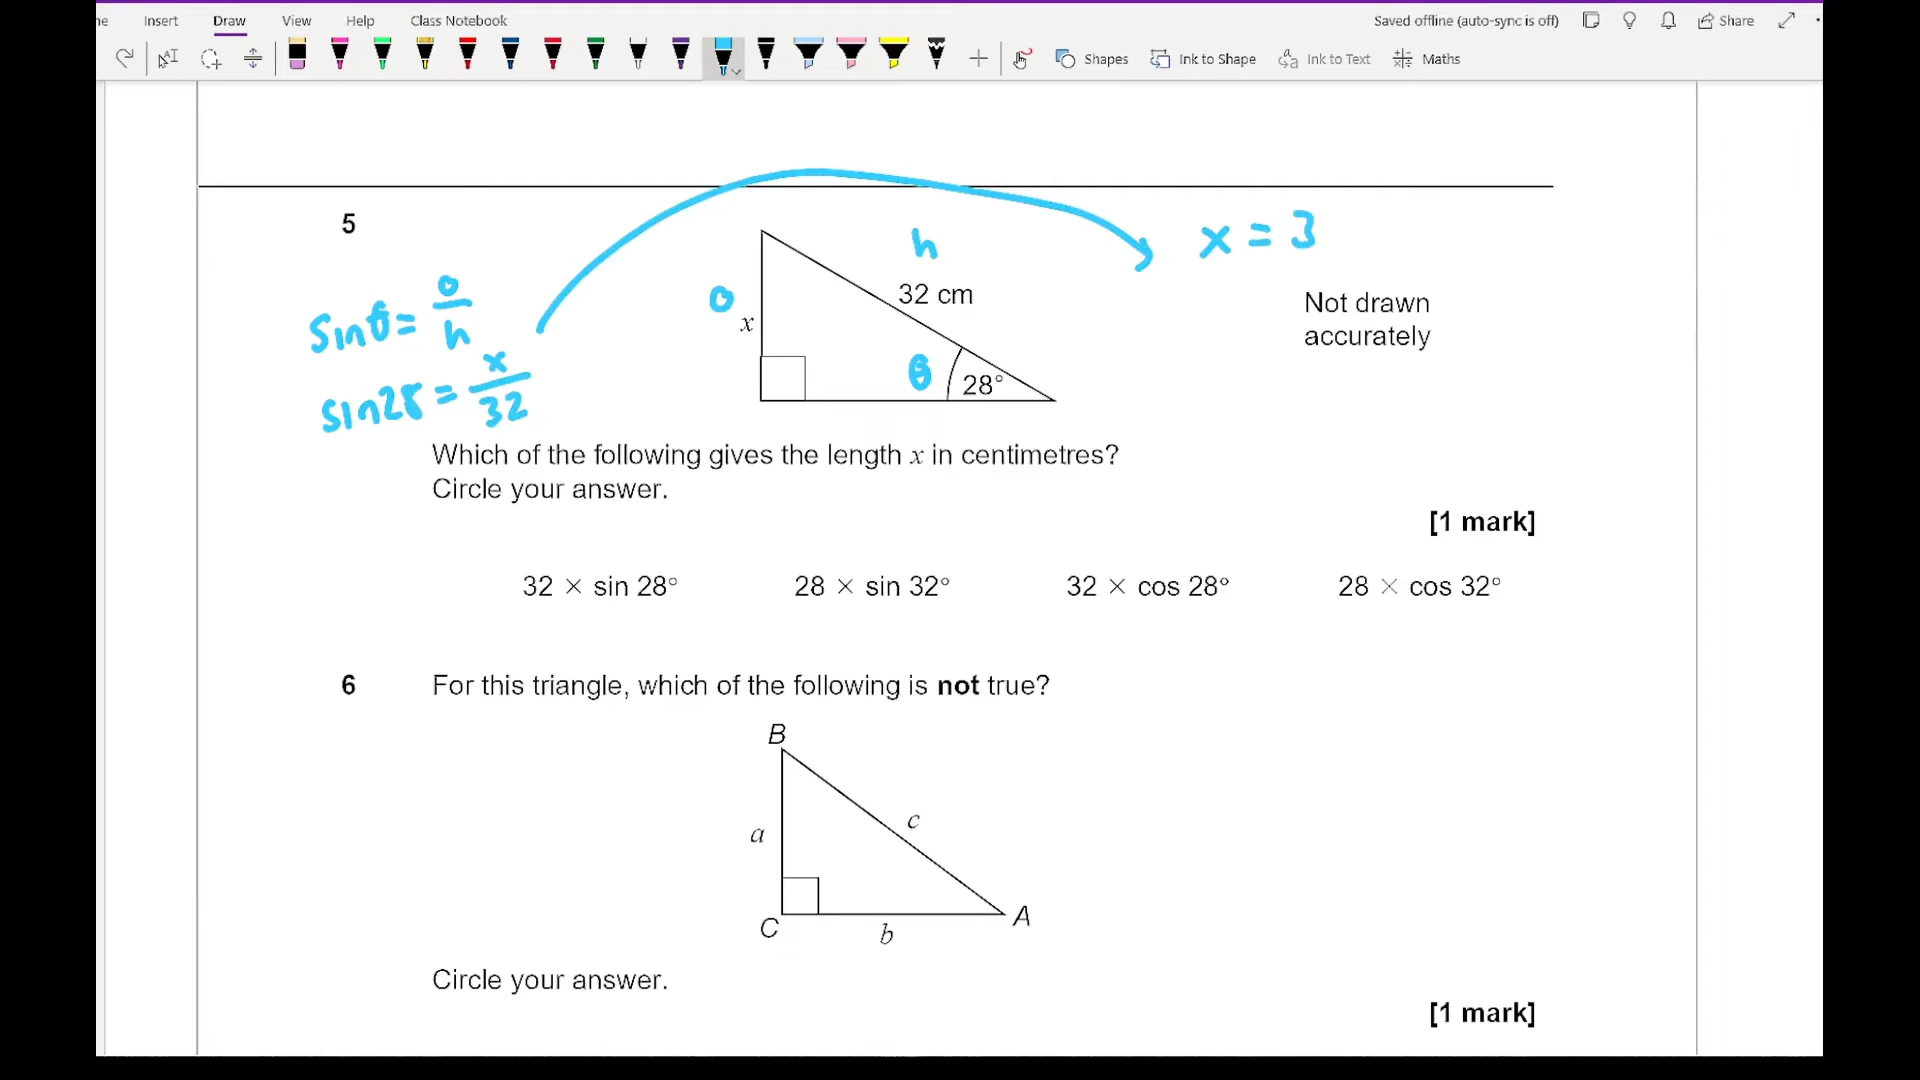 Insert Draw View Help Class Notebook Saved offline (auto-sync is off) Share
Shapes Ink to Shape Ink to Text Maths
5
h
x = 3
32 cm
o
x
Not drawn
accurately
sinθ = o/h
θ
28°
sin28 = x/32
Which of the following gives the length x in centimetres?
Circle your answer.
[1 mark]
32 × sin 28° 28 × sin 32° 32 × cos 28° 28 × cos 32°
6 For this triangle, which of the following is not true?
B
c
a
C
A
b
Circle your answer.
[1 mark]